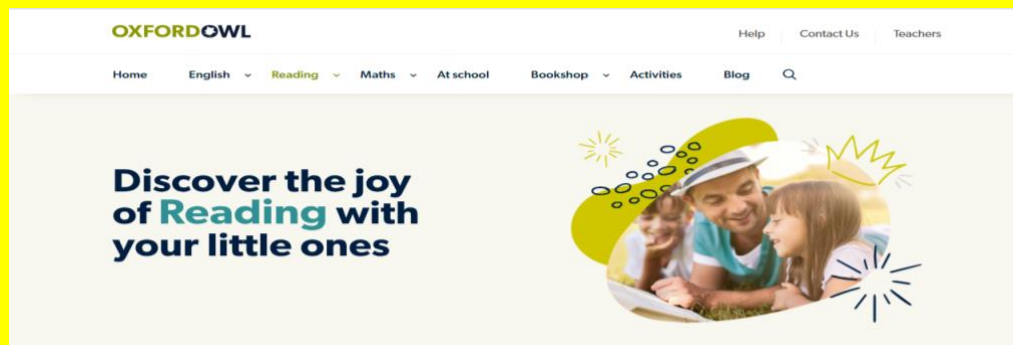 OXFORDOWL
Help Contact Us Teachers
Home English Reading Maths At school Bookshop Activities Blog
Discover the joy
of Reading with
your little ones